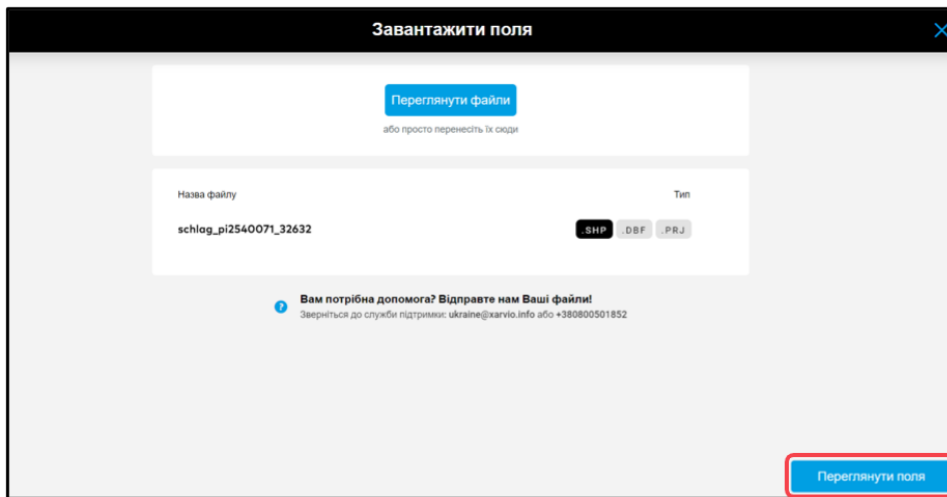 Завантажити поля
Переглянути файли
або просто перенесіть їх сюди
Назва файлу Тип
schlag_pi2540071_32632 .SHP .DBF .PRJ
Вам потрібна допомога? Відправте нам Ваші файли!
Зверніться до служби підтримки: ukraine@xarvio.info або +380800501852
Переглянути поля